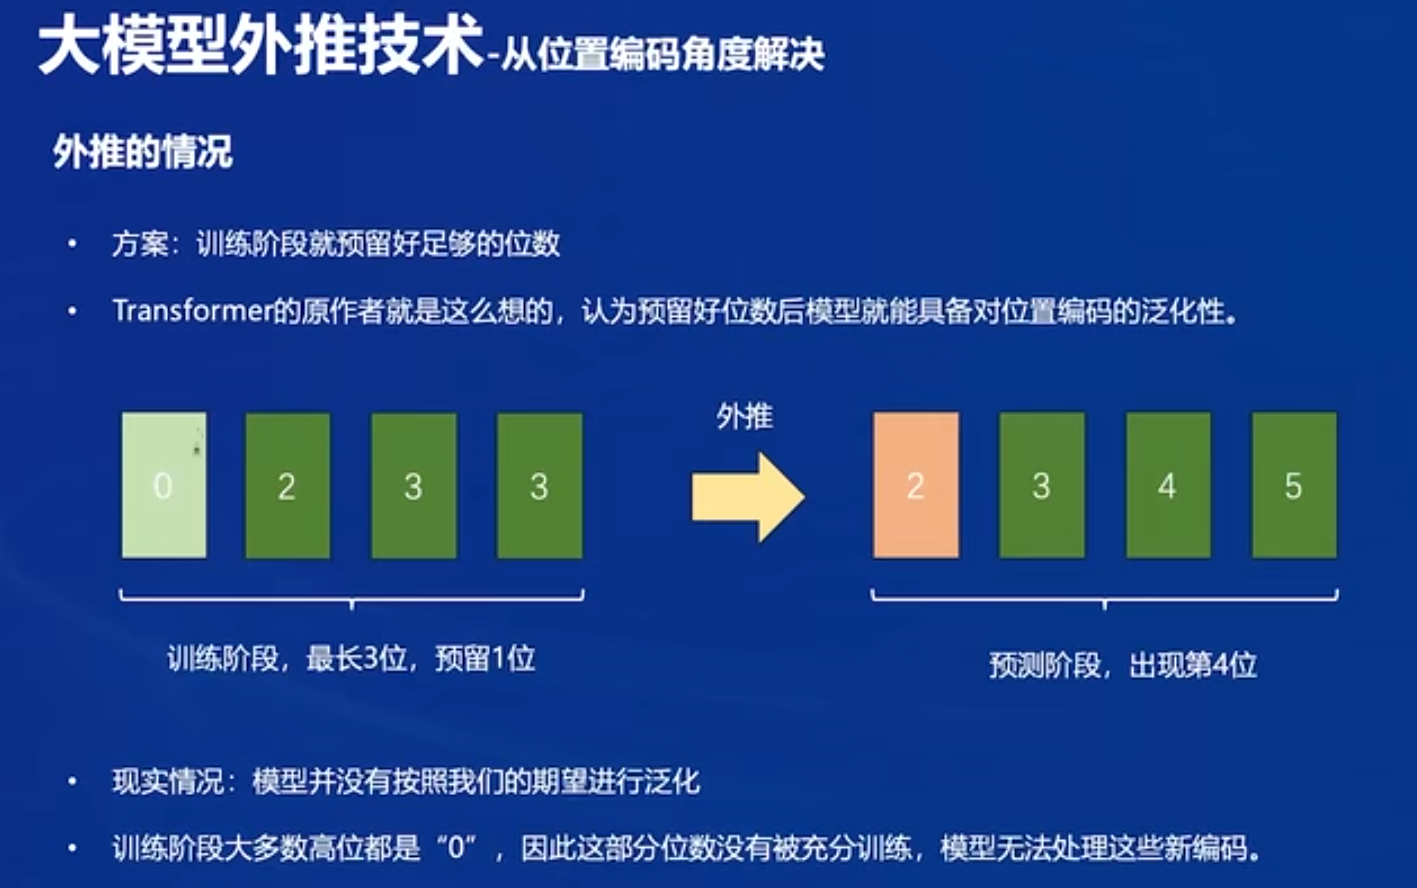 大模型外推技术-从位置编码角度解决
外推的情况
• 方案：训练阶段就预留好足够的位数
• Transformer的原作者就是这么想的，认为预留好位数后模型就能具备对位置编码的泛化性。
外推
0 2 3 3 2 3 4 5
训练阶段，最长3位，预留1位
预测阶段，出现第4位
• 现实情况：模型并没有按照我们的期望进行泛化
• 训练阶段大多数高位都是“0”，因此这部分位数没有被充分训练，模型无法处理这些新编码。